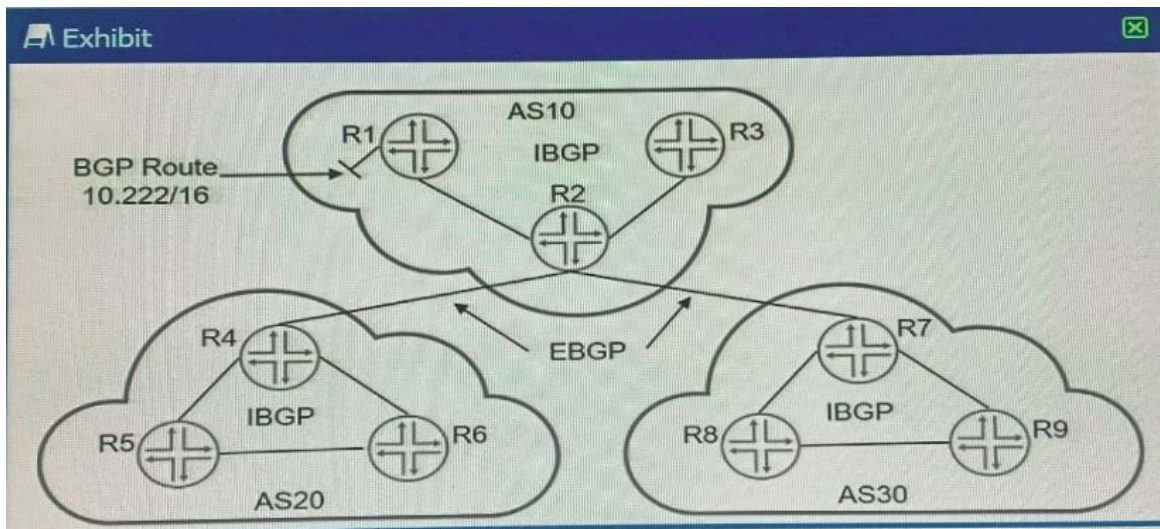 Exhibit
AS10
R1
R3
IBGP
BGP Route
10.222/16
R2
R4
R7
EBGP
IBGP
IBGP
R5
R6
R8
R9
AS20
AS30